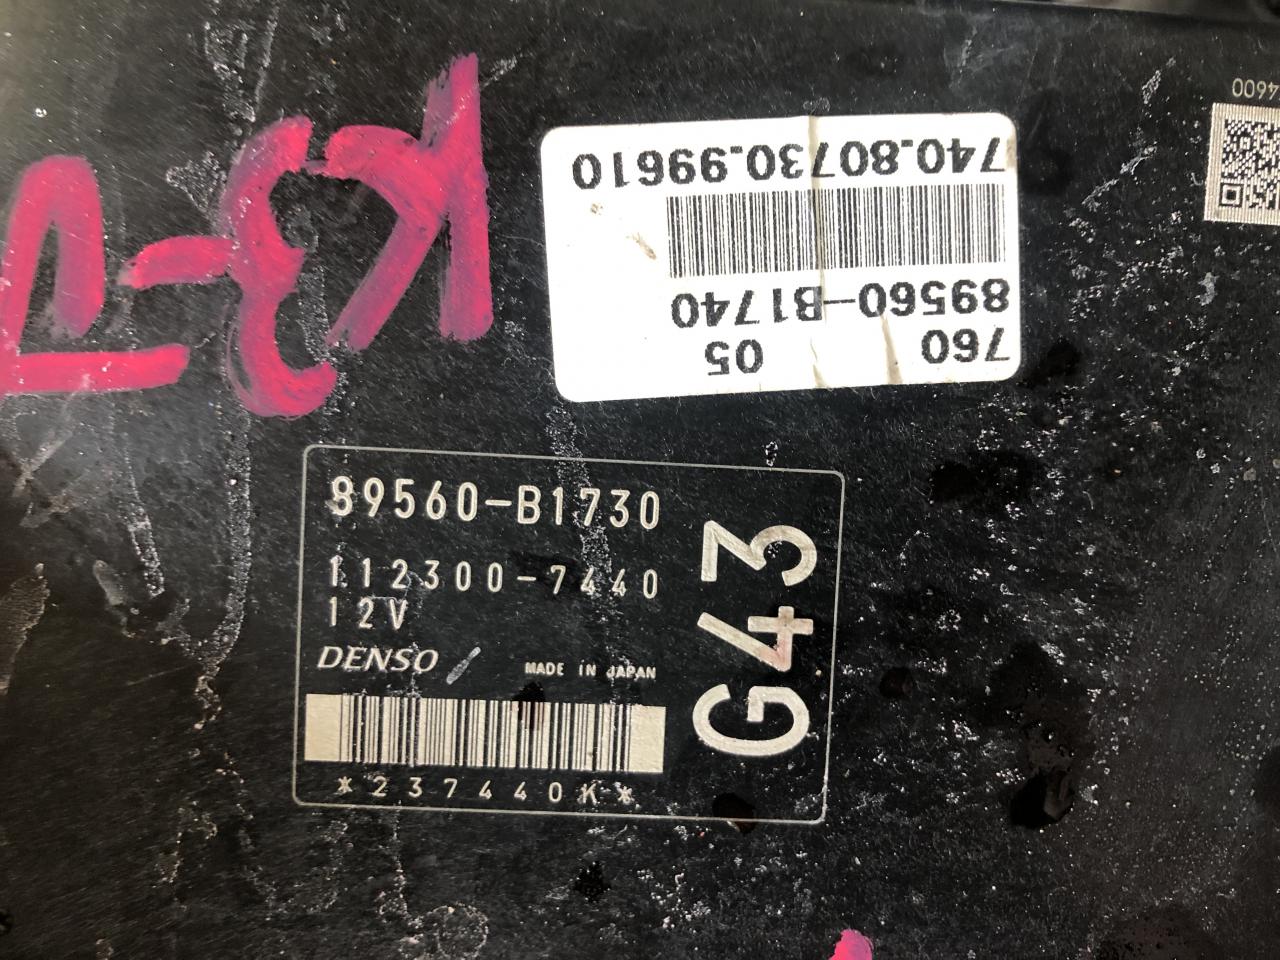 760 05
89560-B1740
740.80730.99610
K3-V
89560-B1730
112300-7440
12V
DENSO MADE IN JAPAN
*237440K*
G43